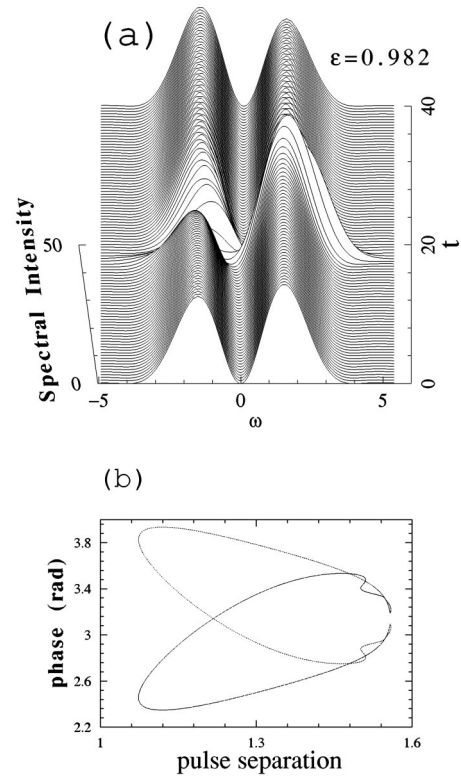 (a)
ε=0.982
40
20
0
t
Spectral Intensity
50
0
−5
0
5
ω
(b)
phase (rad)
3.8
3.4
3
2.6
2.2
1
1.3
1.6
pulse separation